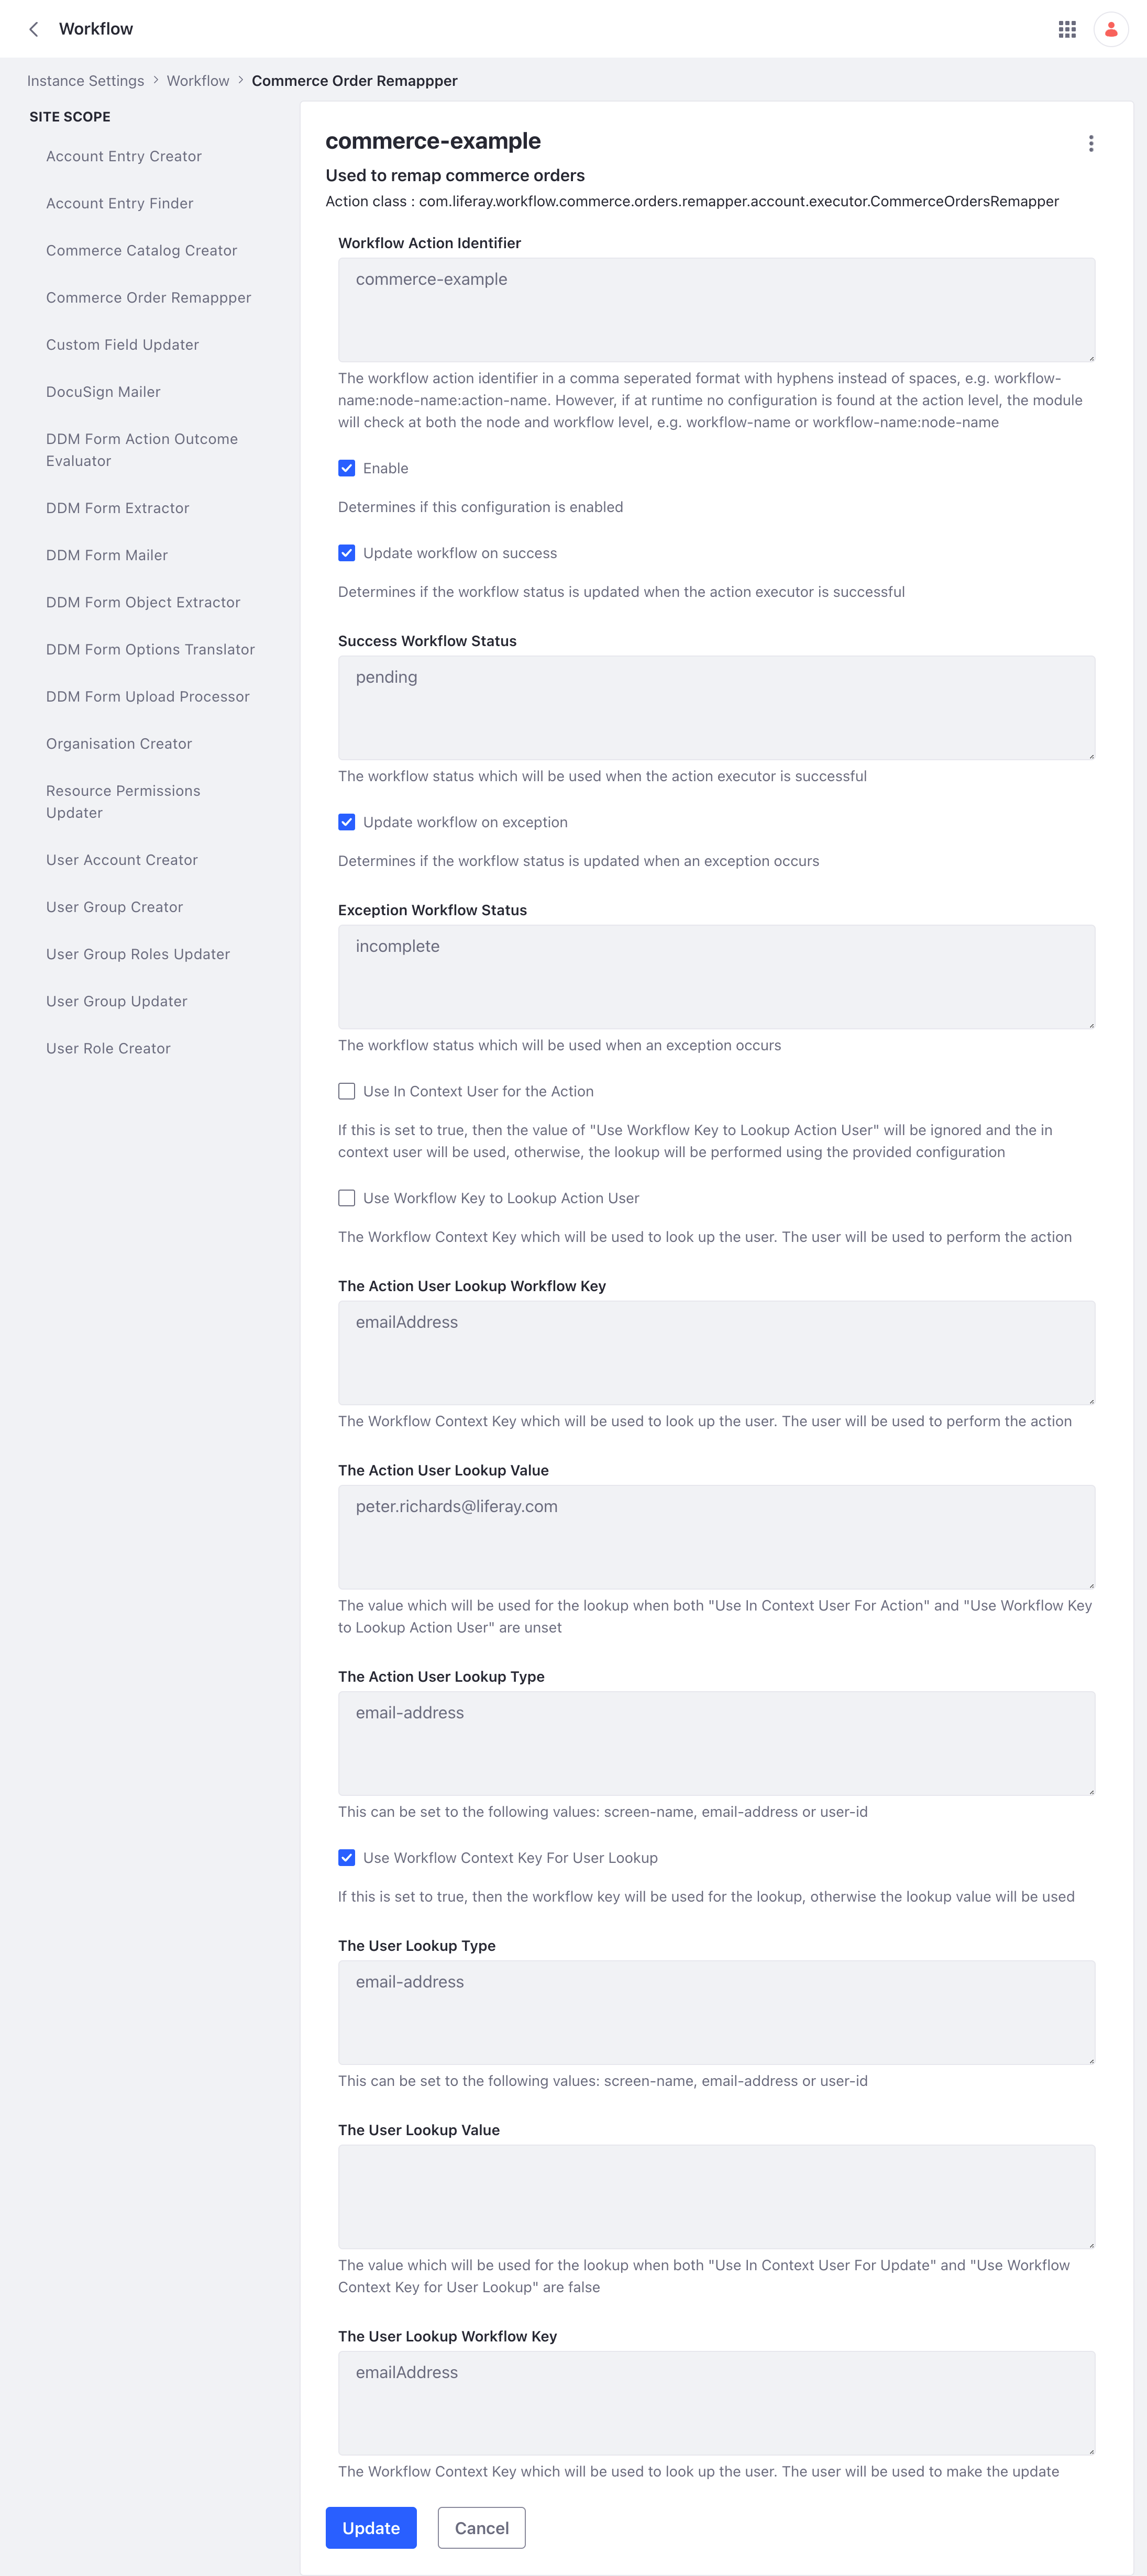 Workflow
Instance Settings > Workflow > Commerce Order Remappper
SITE SCOPE
Account Entry Creator
Account Entry Finder
Commerce Catalog Creator
Commerce Order Remappper
Custom Field Updater
DocuSign Mailer
DDM Form Action Outcome
Evaluator
DDM Form Extractor
DDM Form Mailer
DDM Form Object Extractor
DDM Form Options Translator
DDM Form Upload Processor
Organisation Creator
Resource Permissions
Updater
User Account Creator
User Group Creator
User Group Roles Updater
User Group Updater
User Role Creator
commerce-example
Used to remap commerce orders
Action class : com.liferay.workflow.commerce.orders.remapper.account.executor.CommerceOrdersRemapper
Workflow Action Identifier
commerce-example
The workflow action identifier in a comma seperated format with hyphens instead of spaces, e.g. workflow-
name:node-name:action-name. However, if at runtime no configuration is found at the action level, the module
will check at both the node and workflow level, e.g. workflow-name or workflow-name:node-name
Enable
Determines if this configuration is enabled
Update workflow on success
Determines if the workflow status is updated when the action executor is successful
Success Workflow Status
pending
The workflow status which will be used when the action executor is successful
Update workflow on exception
Determines if the workflow status is updated when an exception occurs
Exception Workflow Status
incomplete
The workflow status which will be used when an exception occurs
Use In Context User for the Action
If this is set to true, then the value of "Use Workflow Key to Lookup Action User" will be ignored and the in
context user will be used, otherwise, the lookup will be performed using the provided configuration
Use Workflow Key to Lookup Action User
The Workflow Context Key which will be used to look up the user. The user will be used to perform the action
The Action User Lookup Workflow Key
emailAddress
The Workflow Context Key which will be used to look up the user. The user will be used to perform the action
The Action User Lookup Value
peter.richards@liferay.com
The value which will be used for the lookup when both "Use In Context User For Action" and "Use Workflow Key
to Lookup Action User" are unset
The Action User Lookup Type
email-address
This can be set to the following values: screen-name, email-address or user-id
Use Workflow Context Key For User Lookup
If this is set to true, then the workflow key will be used for the lookup, otherwise the lookup value will be used
The User Lookup Type
email-address
This can be set to the following values: screen-name, email-address or user-id
The User Lookup Value
The value which will be used for the lookup when both "Use In Context User For Update" and "Use Workflow
Context Key for User Lookup" are false
The User Lookup Workflow Key
emailAddress
The Workflow Context Key which will be used to look up the user. The user will be used to make the update
Update Cancel